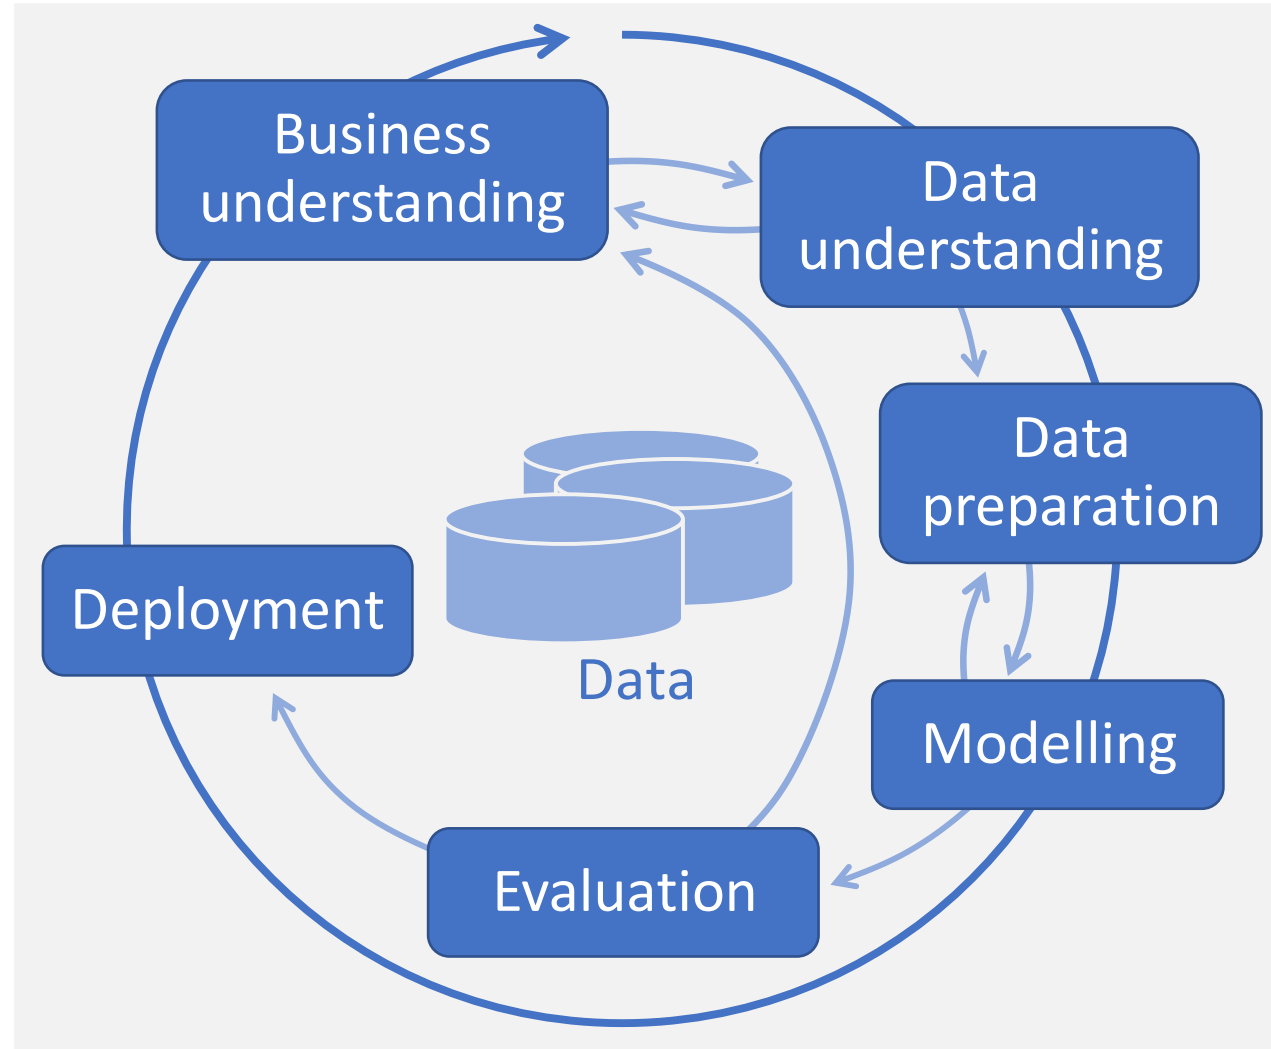 Business
understanding
Data
understanding
Data
preparation
Modelling
Evaluation
Deployment
Data